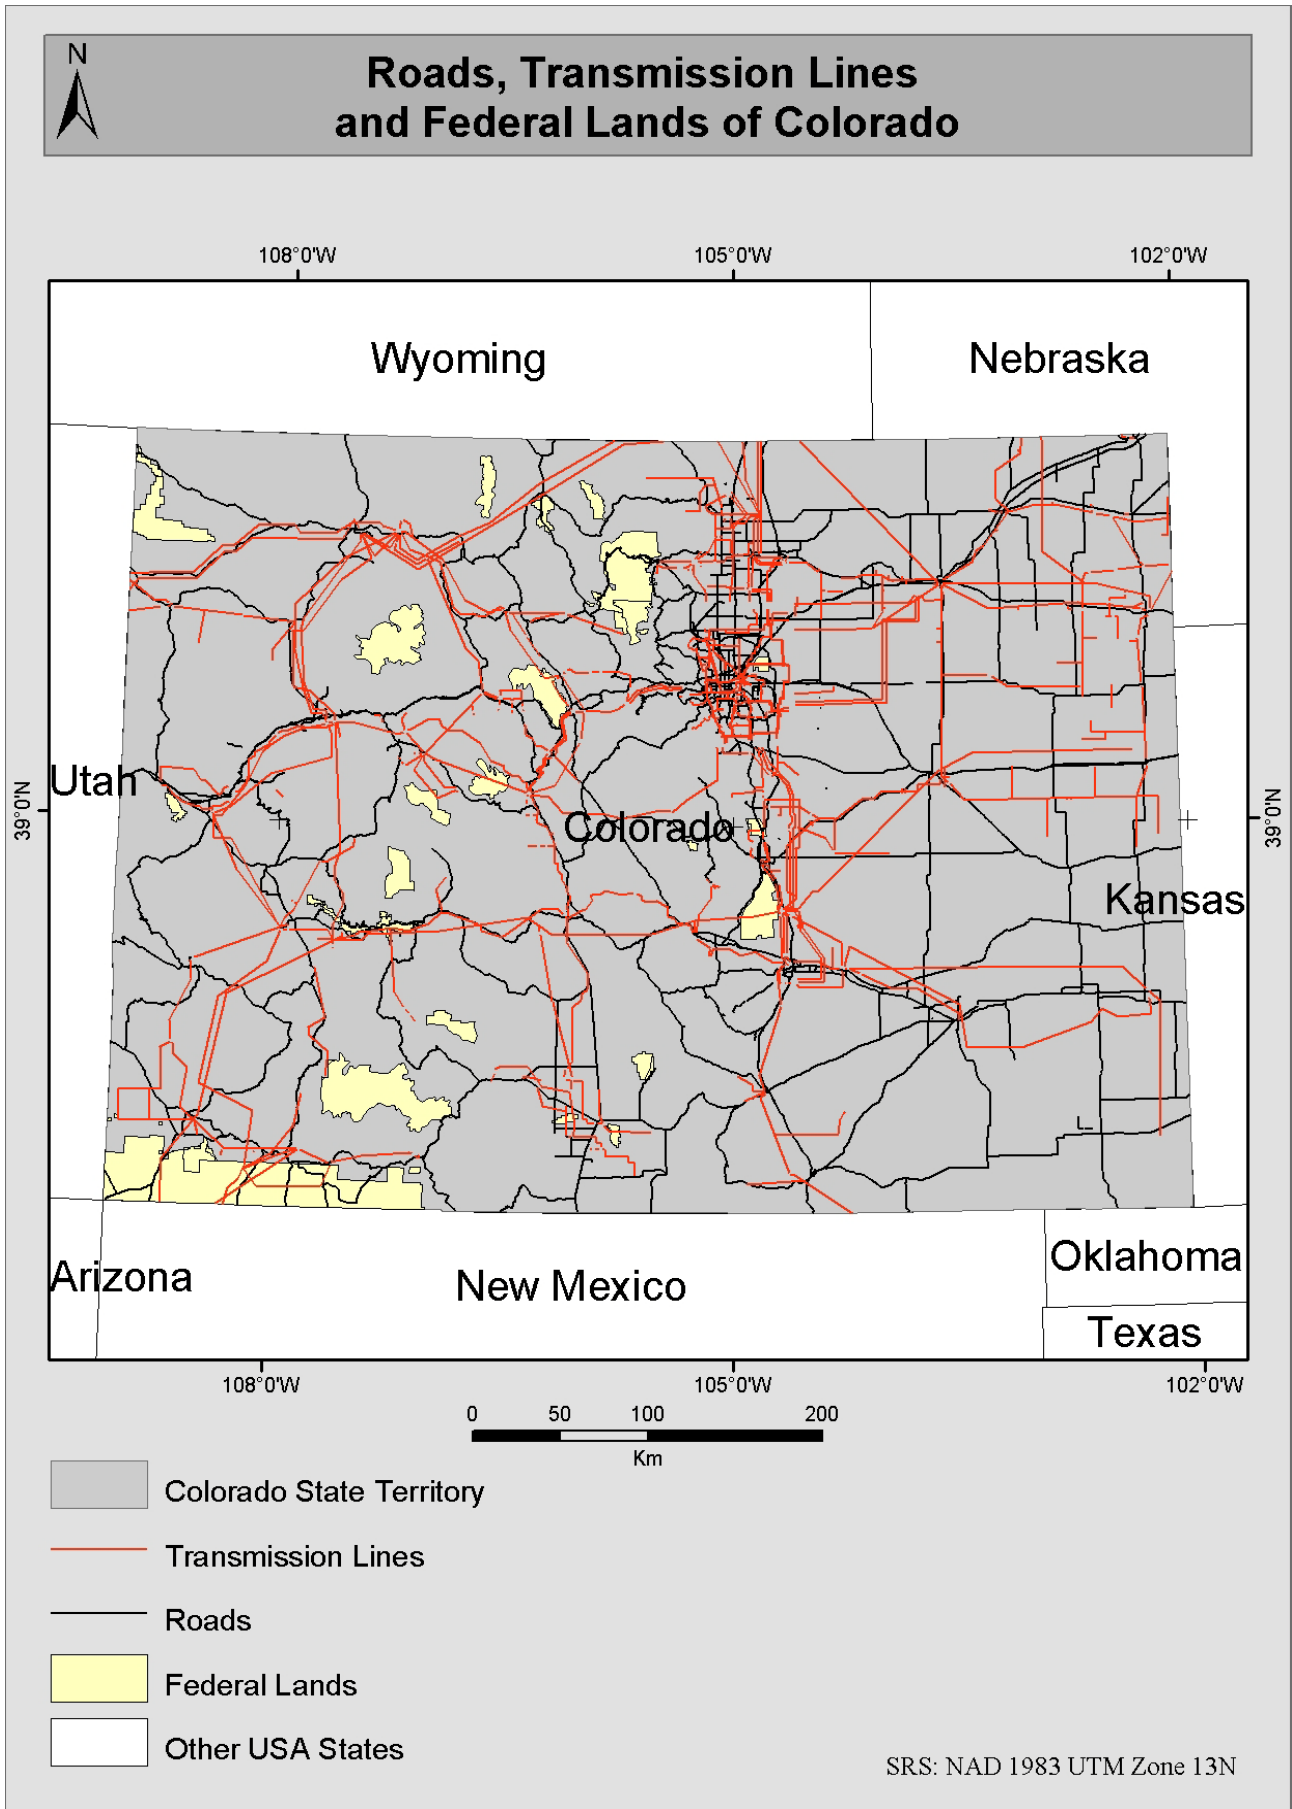 N
Roads, Transmission Lines
and Federal Lands of Colorado
108°0'W
105°0'W
102°0'W
Wyoming
Nebraska
Utah
39°0'N
39°0'N
Colorado
Kansas
Arizona
New Mexico
Oklahoma
Texas
108°0'W
105°0'W
102°0'W
0 50 100 200
Km
Colorado State Territory
Transmission Lines
Roads
Federal Lands
Other USA States
SRS: NAD 1983 UTM Zone 13N